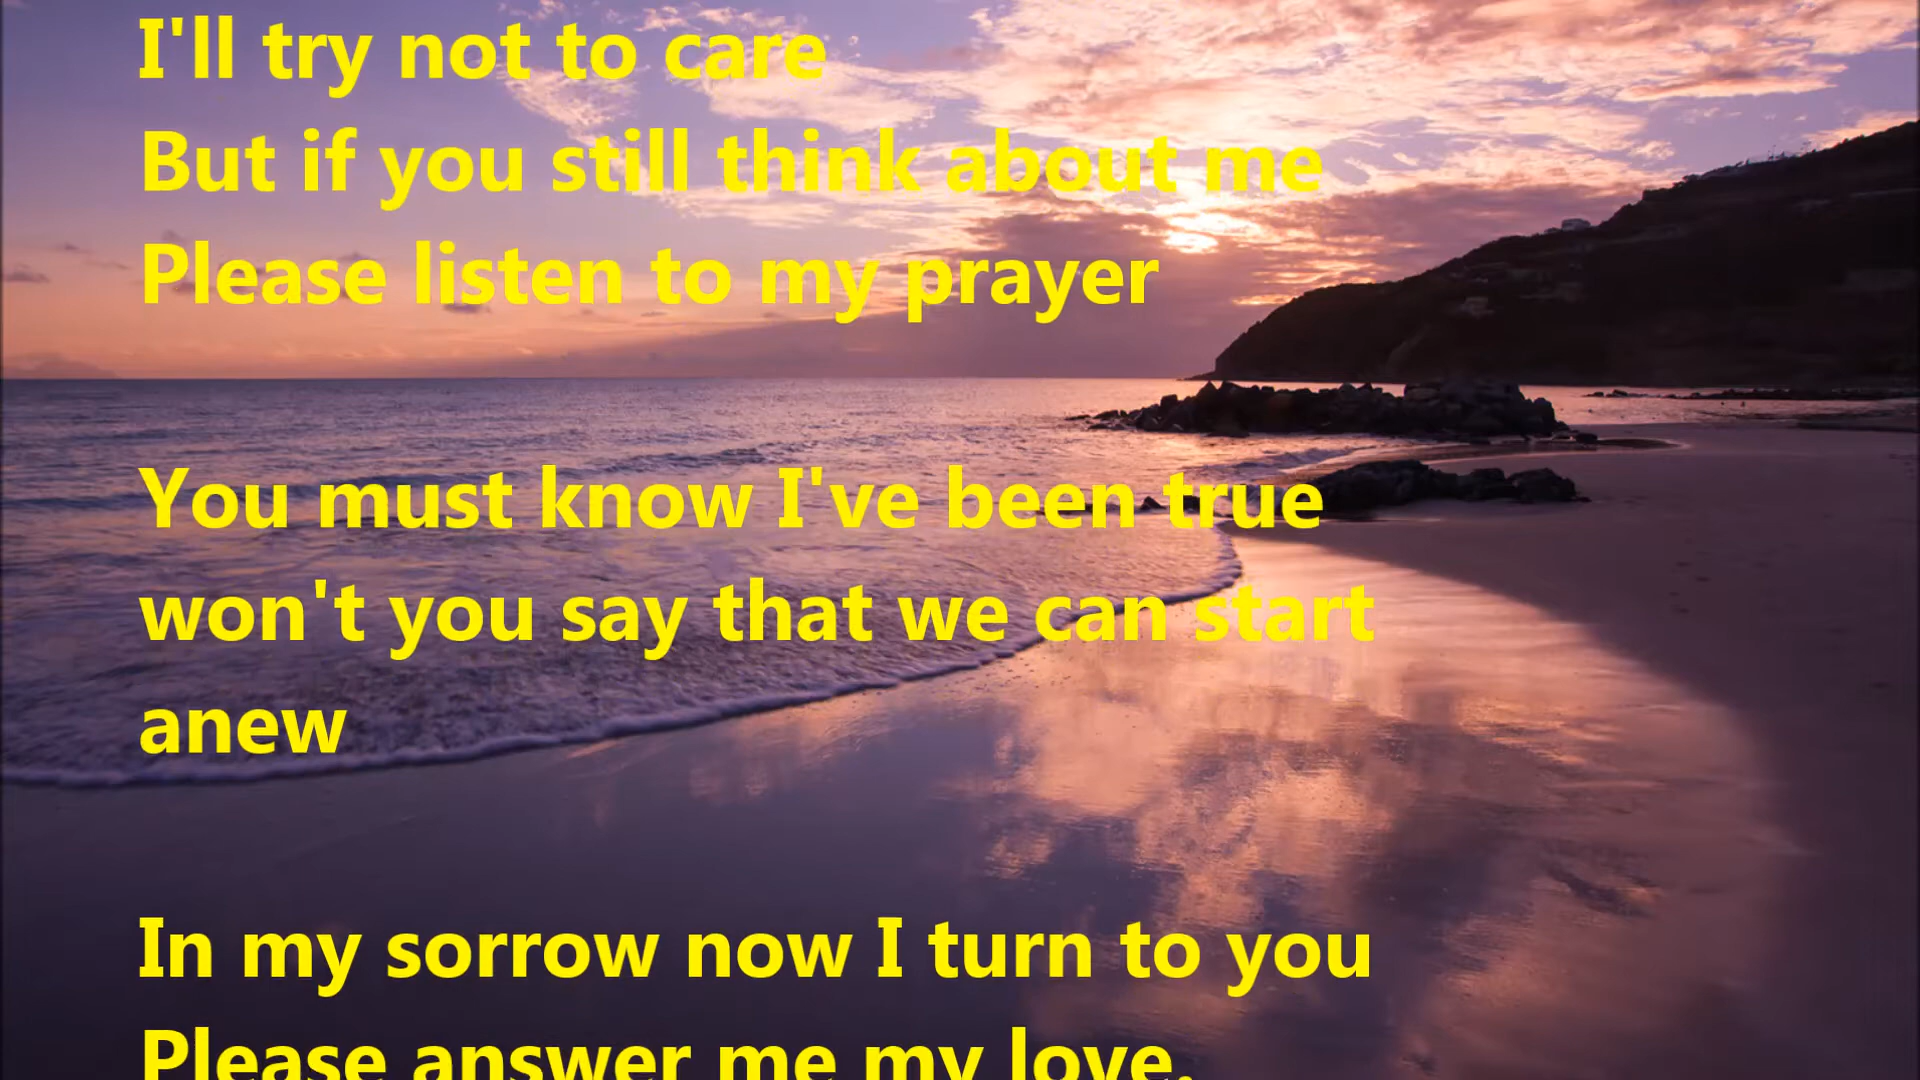 I'll try not to care
But if you still think about me
Please listen to my prayer
You must know I've been true
won't you say that we can start
anew
In my sorrow now I turn to you
Please answer me my love.